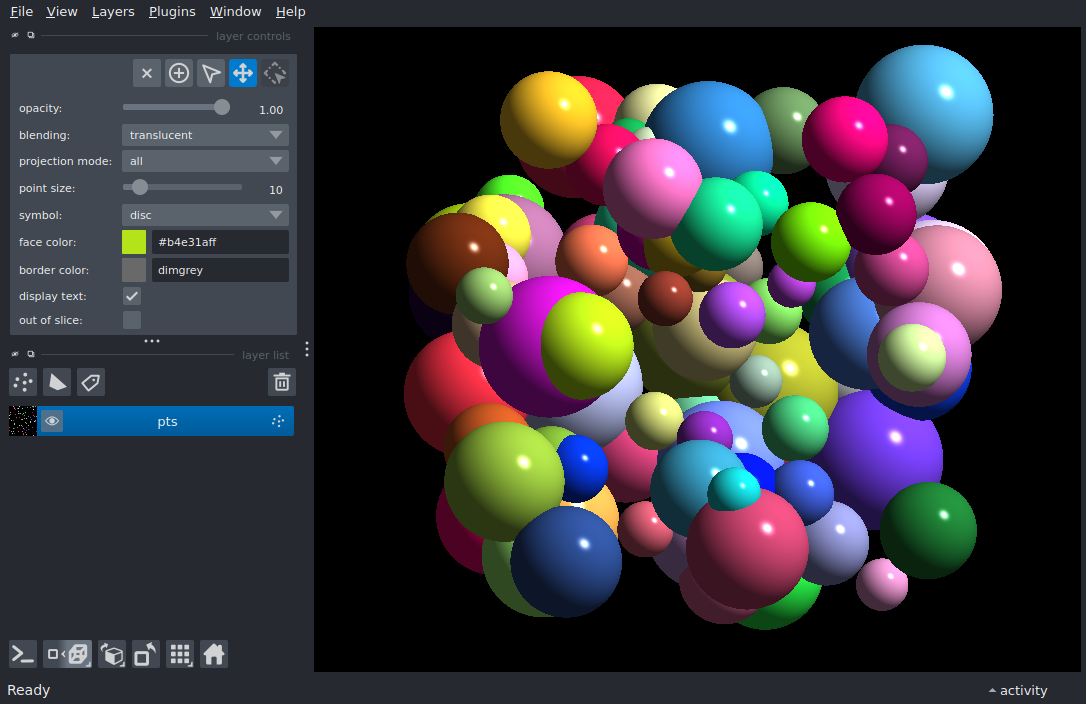 File View Layers Plugins Window Help
layer controls
opacity: 1.00
blending: translucent
projection mode: all
point size: 10
symbol: disc
face color: #b4e31aff
border color: dimgrey
display text:
out of slice:
layer list
pts
Ready
activity